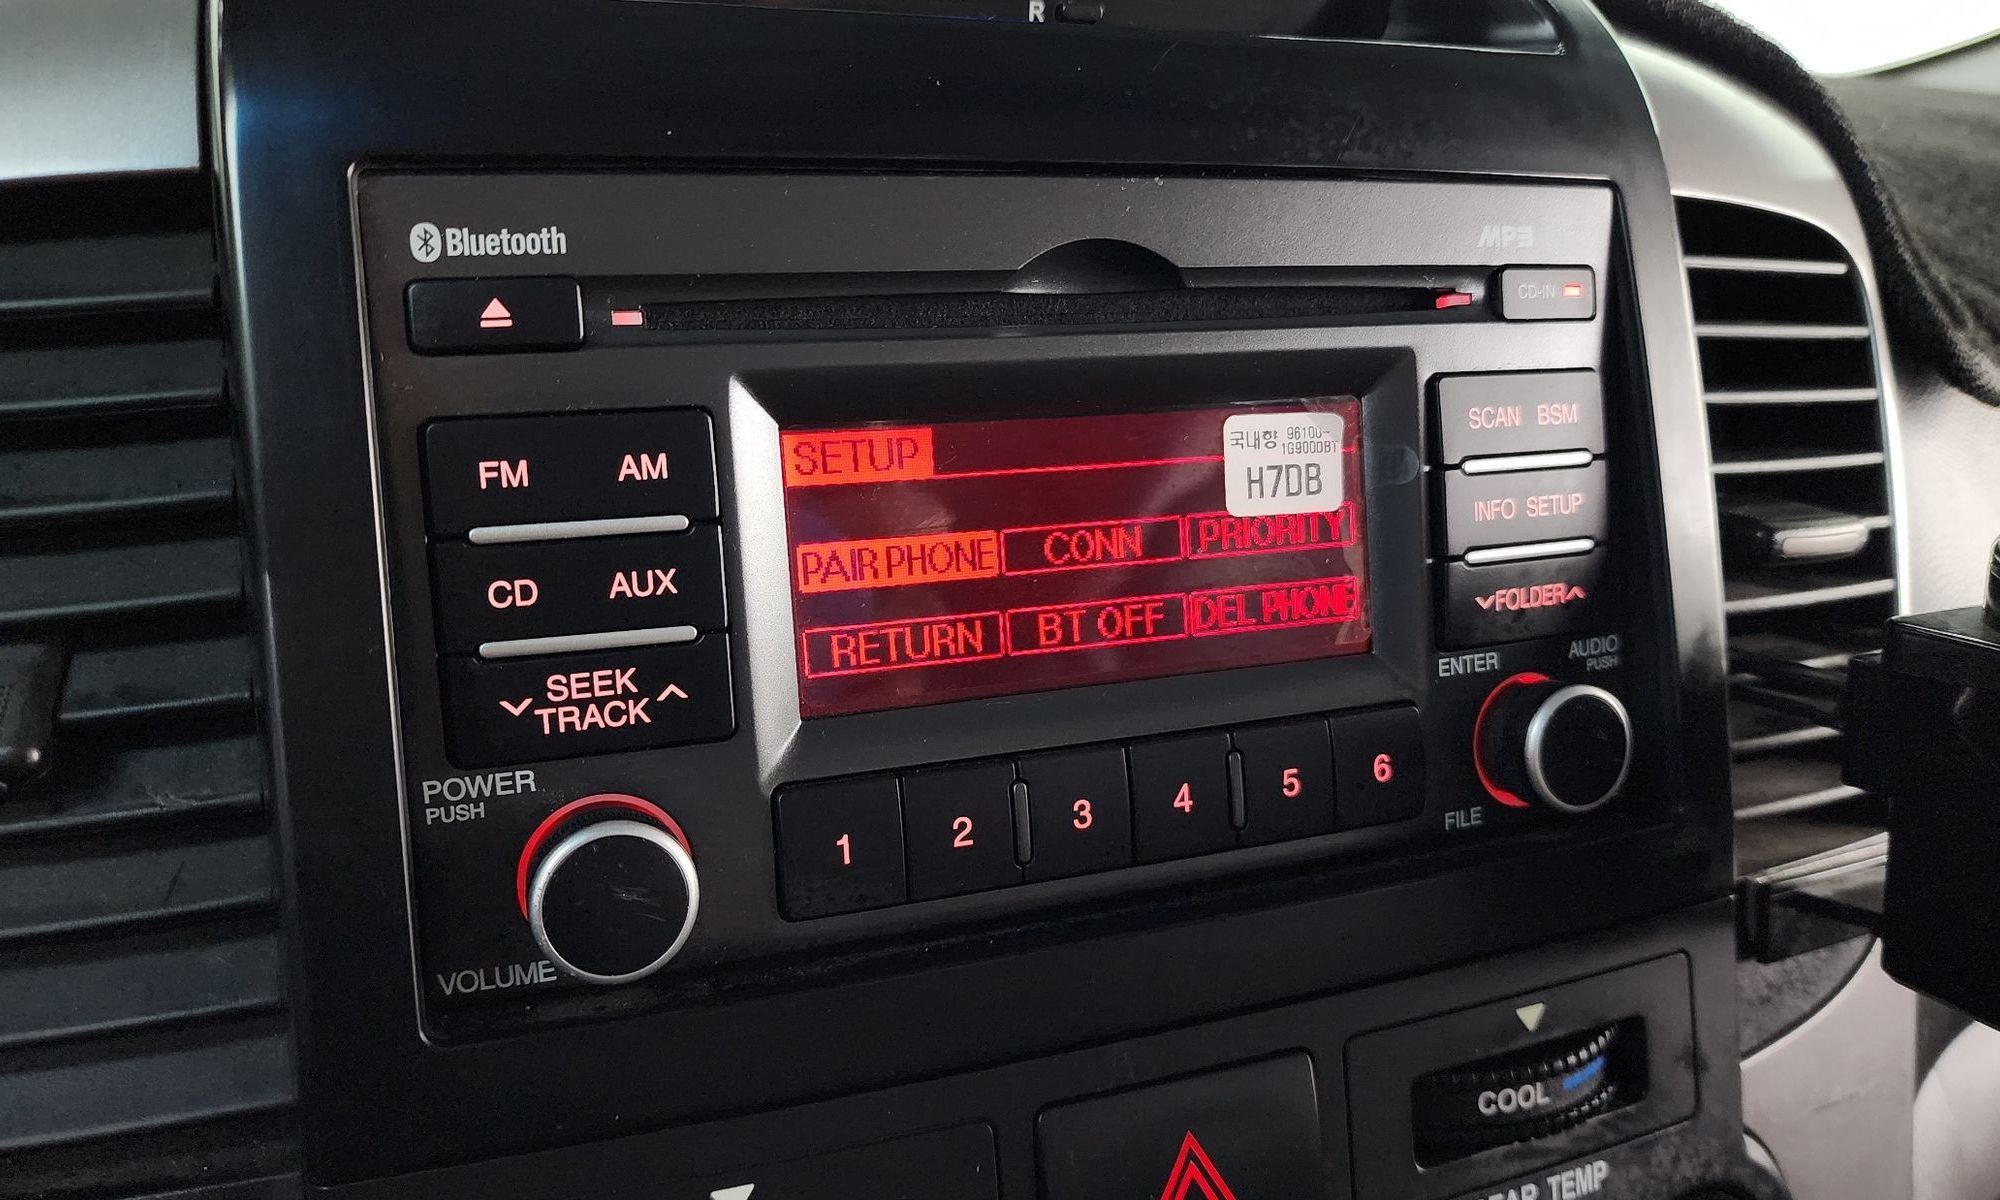 R
Bluetooth
MP3
CD-IN
FM AM
CD AUX
SEEK
TRACK
POWER
PUSH
VOLUME
SETUP
국내향 96100-
1G900DBT
H7DB
PAIR PHONE CONN PRIORITY
RETURN BT OFF DEL PHONE
1 2 3 4 5 6
SCAN BSM
INFO SETUP
FOLDER
ENTER AUDIO
PUSH
FILE
COOL
TEMP